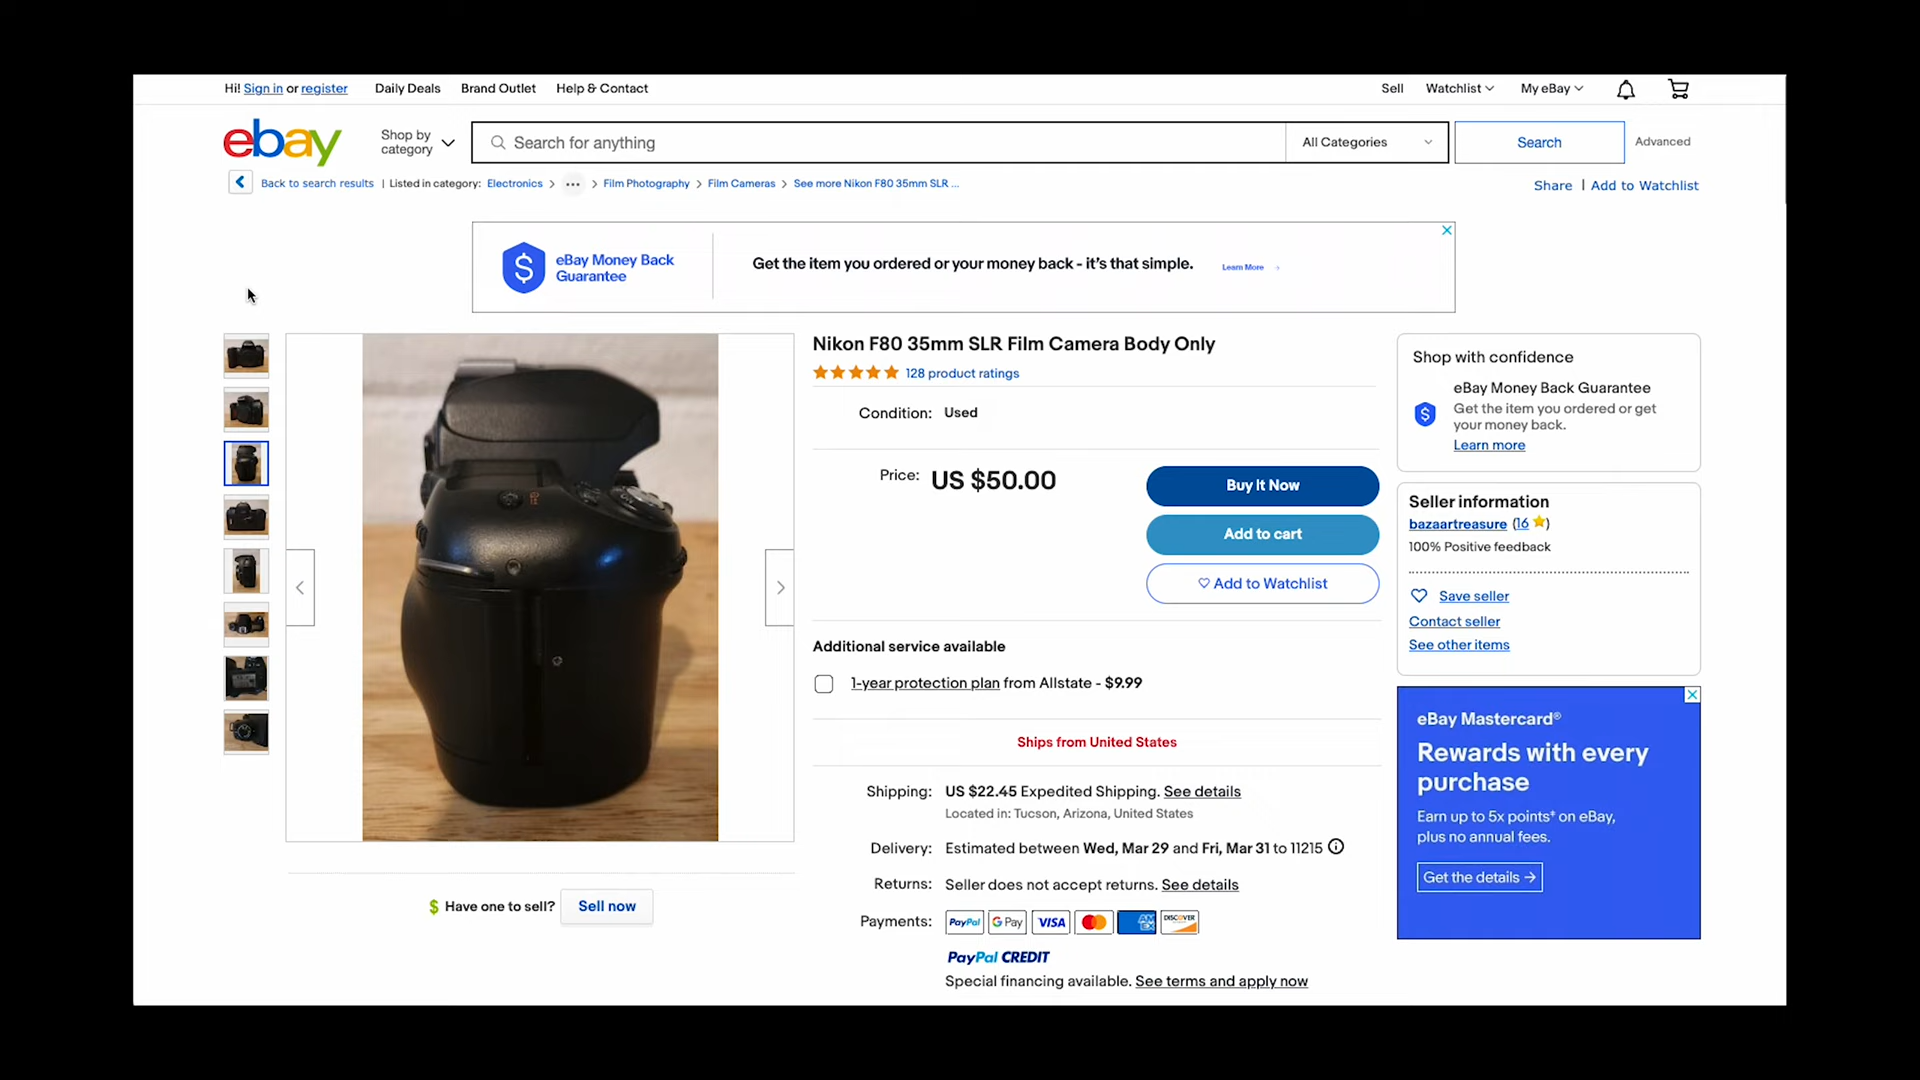 Hi! Sign in or register
Daily Deals
Brand Outlet
Help & Contact
Sell
Watchlist
My eBay
ebay
Shop by
category
Search for anything
All Categories
Search
Advanced
Back to search results | Listed in category: Electronics > ... > Film Photography > Film Cameras > See more Nikon F80 35mm SLR ...
Share | Add to Watchlist
$ eBay Money Back
Guarantee
Get the item you ordered or your money back - it's that simple.
Learn More
Nikon F80 35mm SLR Film Camera Body Only
128 product ratings
Condition: Used
Price: US $50.00
Buy It Now
Add to cart
Add to Watchlist
Additional service available
1-year protection plan from Allstate - $9.99
Ships from United States
Shipping: US $22.45 Expedited Shipping. See details
Located in: Tucson, Arizona, United States
Delivery: Estimated between Wed, Mar 29 and Fri, Mar 31 to 11215
Returns: Seller does not accept returns. See details
Payments: PayPal G Pay VISA AM EX DISCOVER
PayPal CREDIT
Special financing available. See terms and apply now
$ Have one to sell? Sell now
Shop with confidence
eBay Money Back Guarantee
$ Get the item you ordered or get
your money back.
Learn more
Seller information
bazaartreasure (16)
100% Positive feedback
Save seller
Contact seller
See other items
eBay Mastercard®
Rewards with every
purchase
Earn up to 5x points* on eBay,
plus no annual fees.
Get the details →